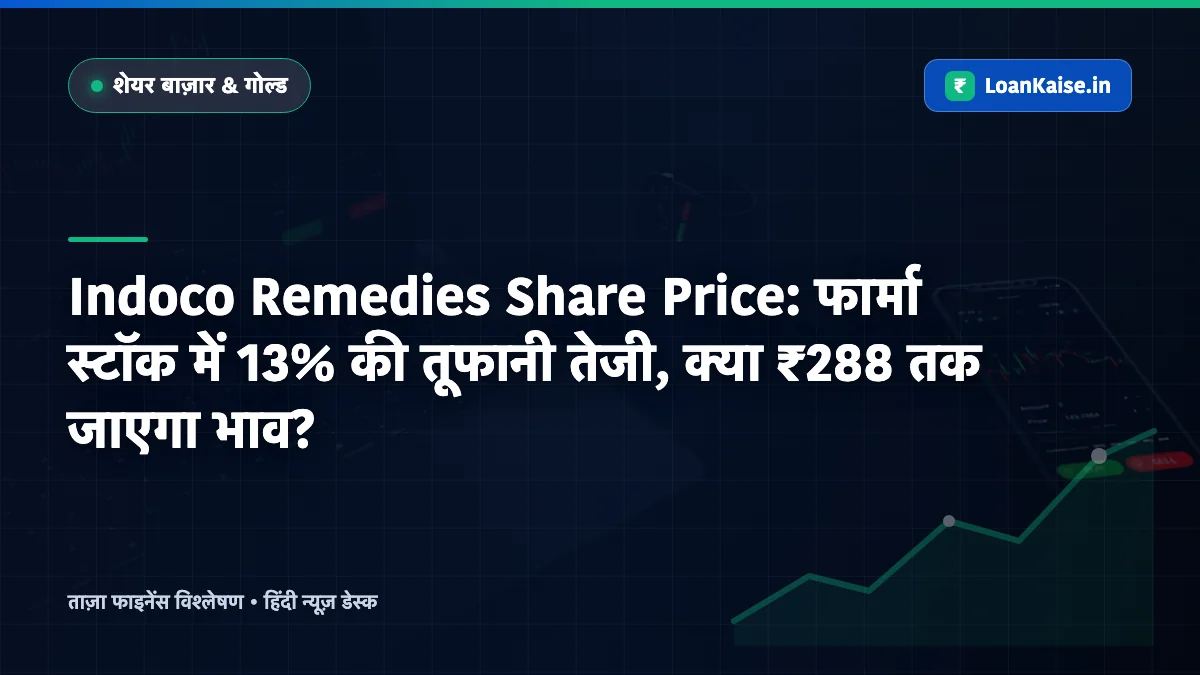 शेयर बाज़ार & गोल्ड
₹ LoanKaise.in
Indoco Remedies Share Price: फार्मा
स्टॉक में 13% की तूफानी तेजी, क्या ₹288 तक
जाएगा भाव?
ताज़ा फाइनेंस विश्लेषण • हिंदी न्यूज़ डेस्क